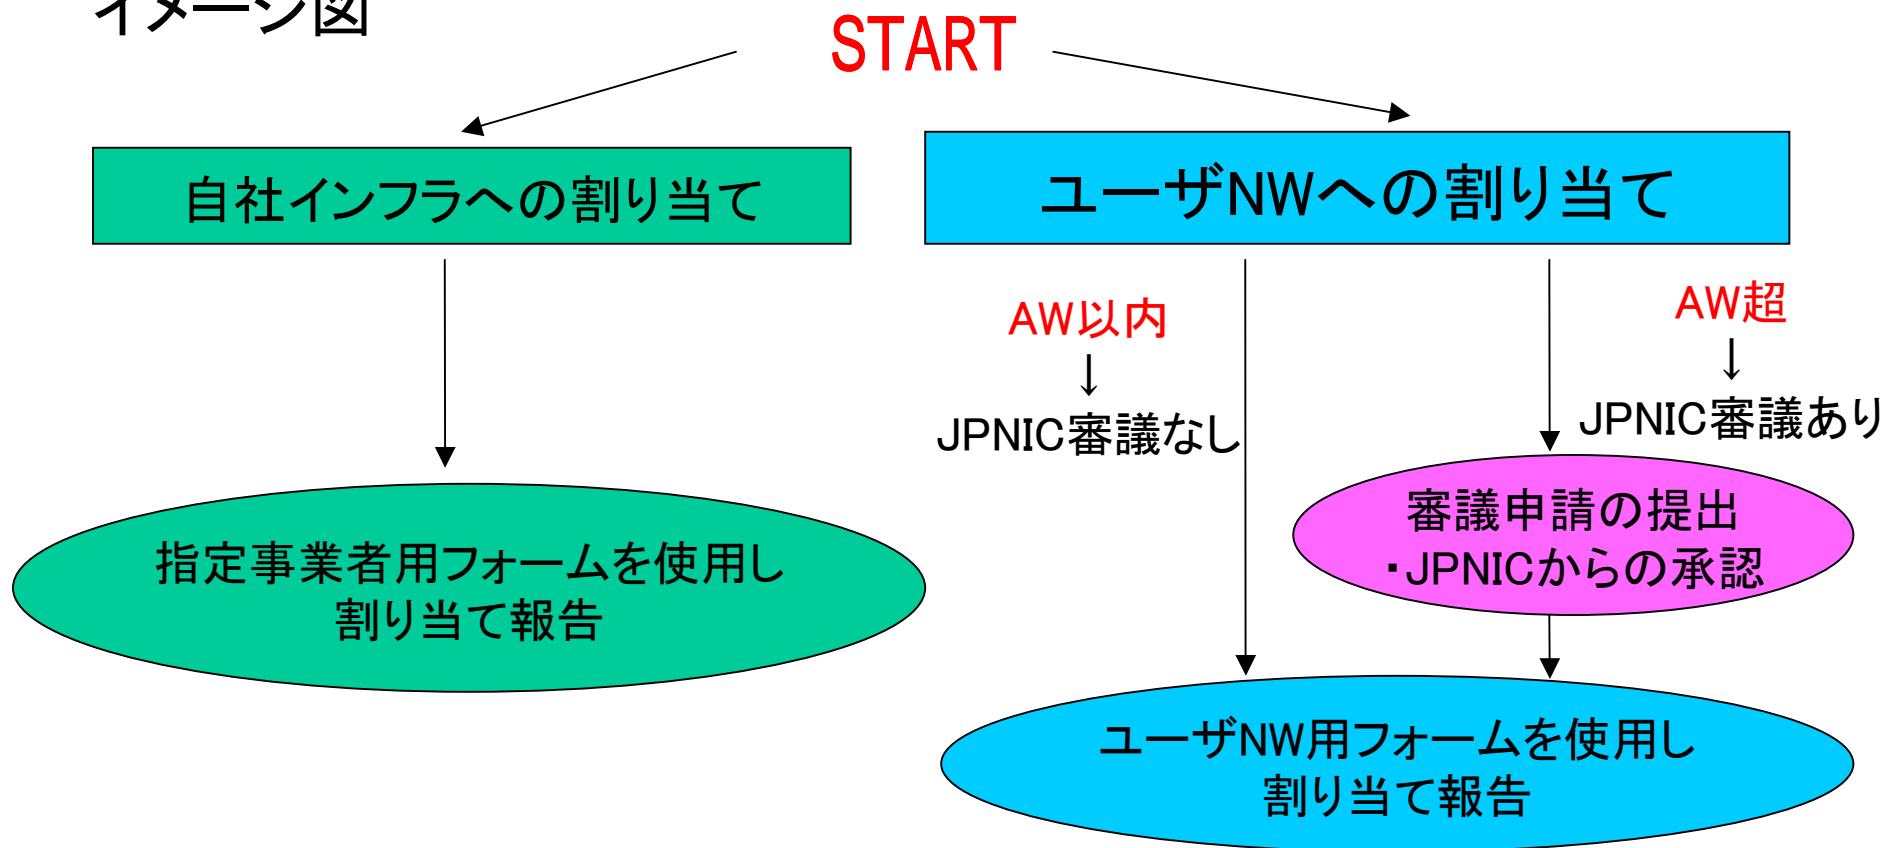 イメージ図
START
自社インフラへの割り当て
ユーザNWへの割り当て
AW以内
↓
JPNIC審議なし
AW超
↓
JPNIC審議あり
審議申請の提出
・JPNICからの承認
指定事業者用フォームを使用し
割り当て報告
ユーザNW用フォームを使用し
割り当て報告